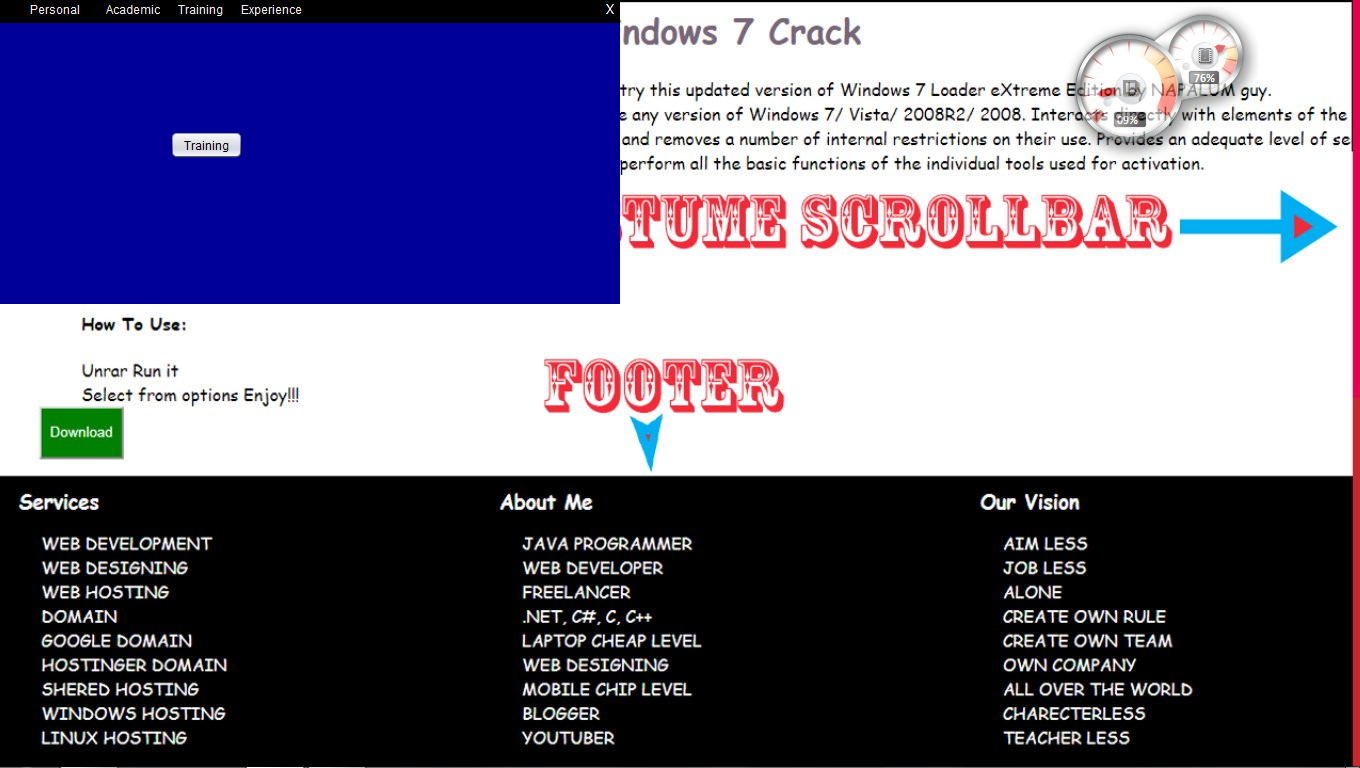 Personal Academic Training Experience X
ndows 7 Crack
try this updated version of Windows 7 Loader eXtreme Edition by NAPALUM guy.
e any version of Windows 7/ Vista/ 2008R2/ 2008. Interacts directly with elements of the
and removes a number of internal restrictions on their use. Provides an adequate level of se
perform all the basic functions of the individual tools used for activation.
76%
09%
Training
TUME SCROLLBAR
How To Use:
Unrar Run it
Select from options Enjoy!!!
Download
FOOTER
Services
WEB DEVELOPMENT
WEB DESIGNING
WEB HOSTING
DOMAIN
GOOGLE DOMAIN
HOSTINGER DOMAIN
SHERED HOSTING
WINDOWS HOSTING
LINUX HOSTING
About Me
JAVA PROGRAMMER
WEB DEVELOPER
FREELANCER
.NET, C#, C, C++
LAPTOP CHEAP LEVEL
WEB DESIGNING
MOBILE CHIP LEVEL
BLOGGER
YOUTUBER
Our Vision
AIM LESS
JOB LESS
ALONE
CREATE OWN RULE
CREATE OWN TEAM
OWN COMPANY
ALL OVER THE WORLD
CHARECTERLESS
TEACHER LESS